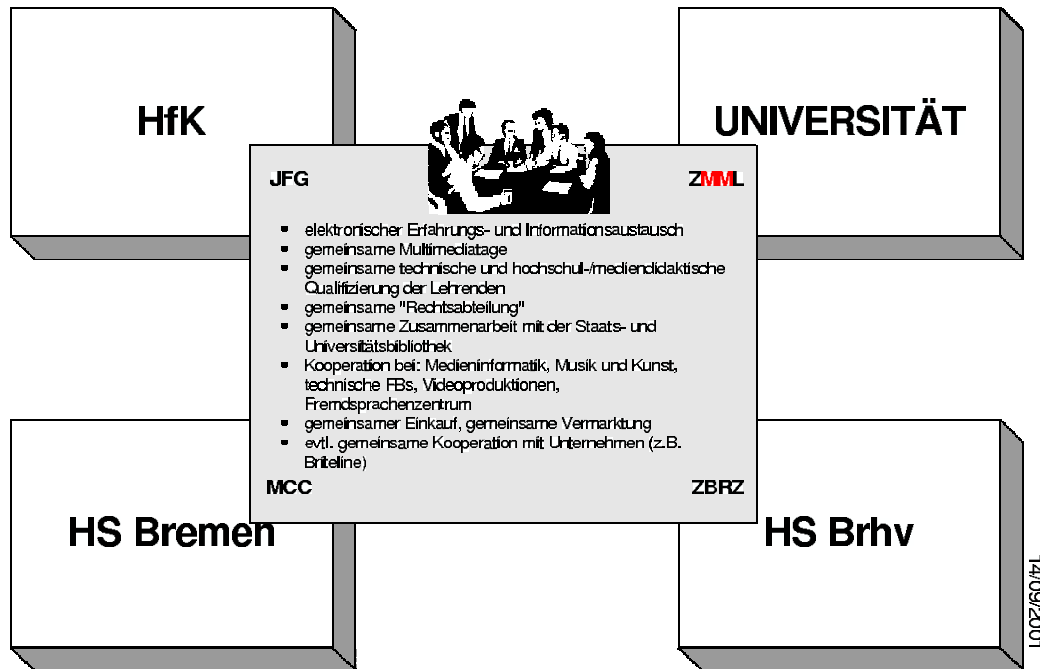 HfK
UNIVERSITÄT
JFG
ZMML
elektronischer Erfahrungs- und Informationsaustausch
gemeinsame Multimediatage
gemeinsame technische und hochschul-/mediendidaktische
Qualifizierung der Lehrenden
gemeinsame "Rechtsabteilung"
gemeinsame Zusammenarbeit mit der Staats- und
Universitätsbibliothek
Kooperation bei: Medieninformatik, Musik und Kunst,
technische FBs, Videoproduktionen,
Fremdsprachenzentrum
gemeinsamer Einkauf, gemeinsame Vermarktung
evtl. gemeinsame Kooperation mit Unternehmen (z.B.
Briteline)
MCC
ZBRZ
HS Bremen
HS Brhv
14/09/2001